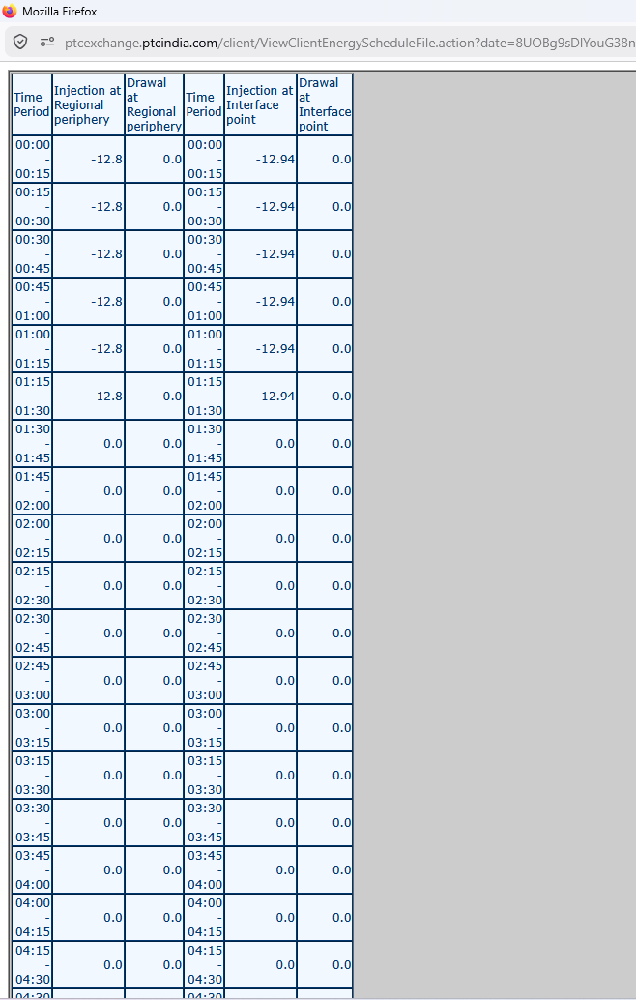 Mozilla Firefox
ptcexchange.ptcindia.com/client/ViewClientEnergyScheduleFile.action?date=8UOBg9sDlYouG38n
Time Period Injection at Regional periphery Drawal at Regional periphery Time Period Injection at Interface point Drawal at Interface point
00:00 - 00:15 -12.8 0.0 00:00 - 00:15 -12.94 0.0
00:15 - 00:30 -12.8 0.0 00:15 - 00:30 -12.94 0.0
00:30 - 00:45 -12.8 0.0 00:30 - 00:45 -12.94 0.0
00:45 - 01:00 -12.8 0.0 00:45 - 01:00 -12.94 0.0
01:00 - 01:15 -12.8 0.0 01:00 - 01:15 -12.94 0.0
01:15 - 01:30 -12.8 0.0 01:15 - 01:30 -12.94 0.0
01:30 - 01:45 0.0 0.0 01:30 - 01:45 0.0 0.0
01:45 - 02:00 0.0 0.0 01:45 - 02:00 0.0 0.0
02:00 - 02:15 0.0 0.0 02:00 - 02:15 0.0 0.0
02:15 - 02:30 0.0 0.0 02:15 - 02:30 0.0 0.0
02:30 - 02:45 0.0 0.0 02:30 - 02:45 0.0 0.0
02:45 - 03:00 0.0 0.0 02:45 - 03:00 0.0 0.0
03:00 - 03:15 0.0 0.0 03:00 - 03:15 0.0 0.0
03:15 - 03:30 0.0 0.0 03:15 - 03:30 0.0 0.0
03:30 - 03:45 0.0 0.0 03:30 - 03:45 0.0 0.0
03:45 - 04:00 0.0 0.0 03:45 - 04:00 0.0 0.0
04:00 - 04:15 0.0 0.0 04:00 - 04:15 0.0 0.0
04:15 - 04:30 0.0 0.0 04:15 - 04:30 0.0 0.0
04:30 04:30